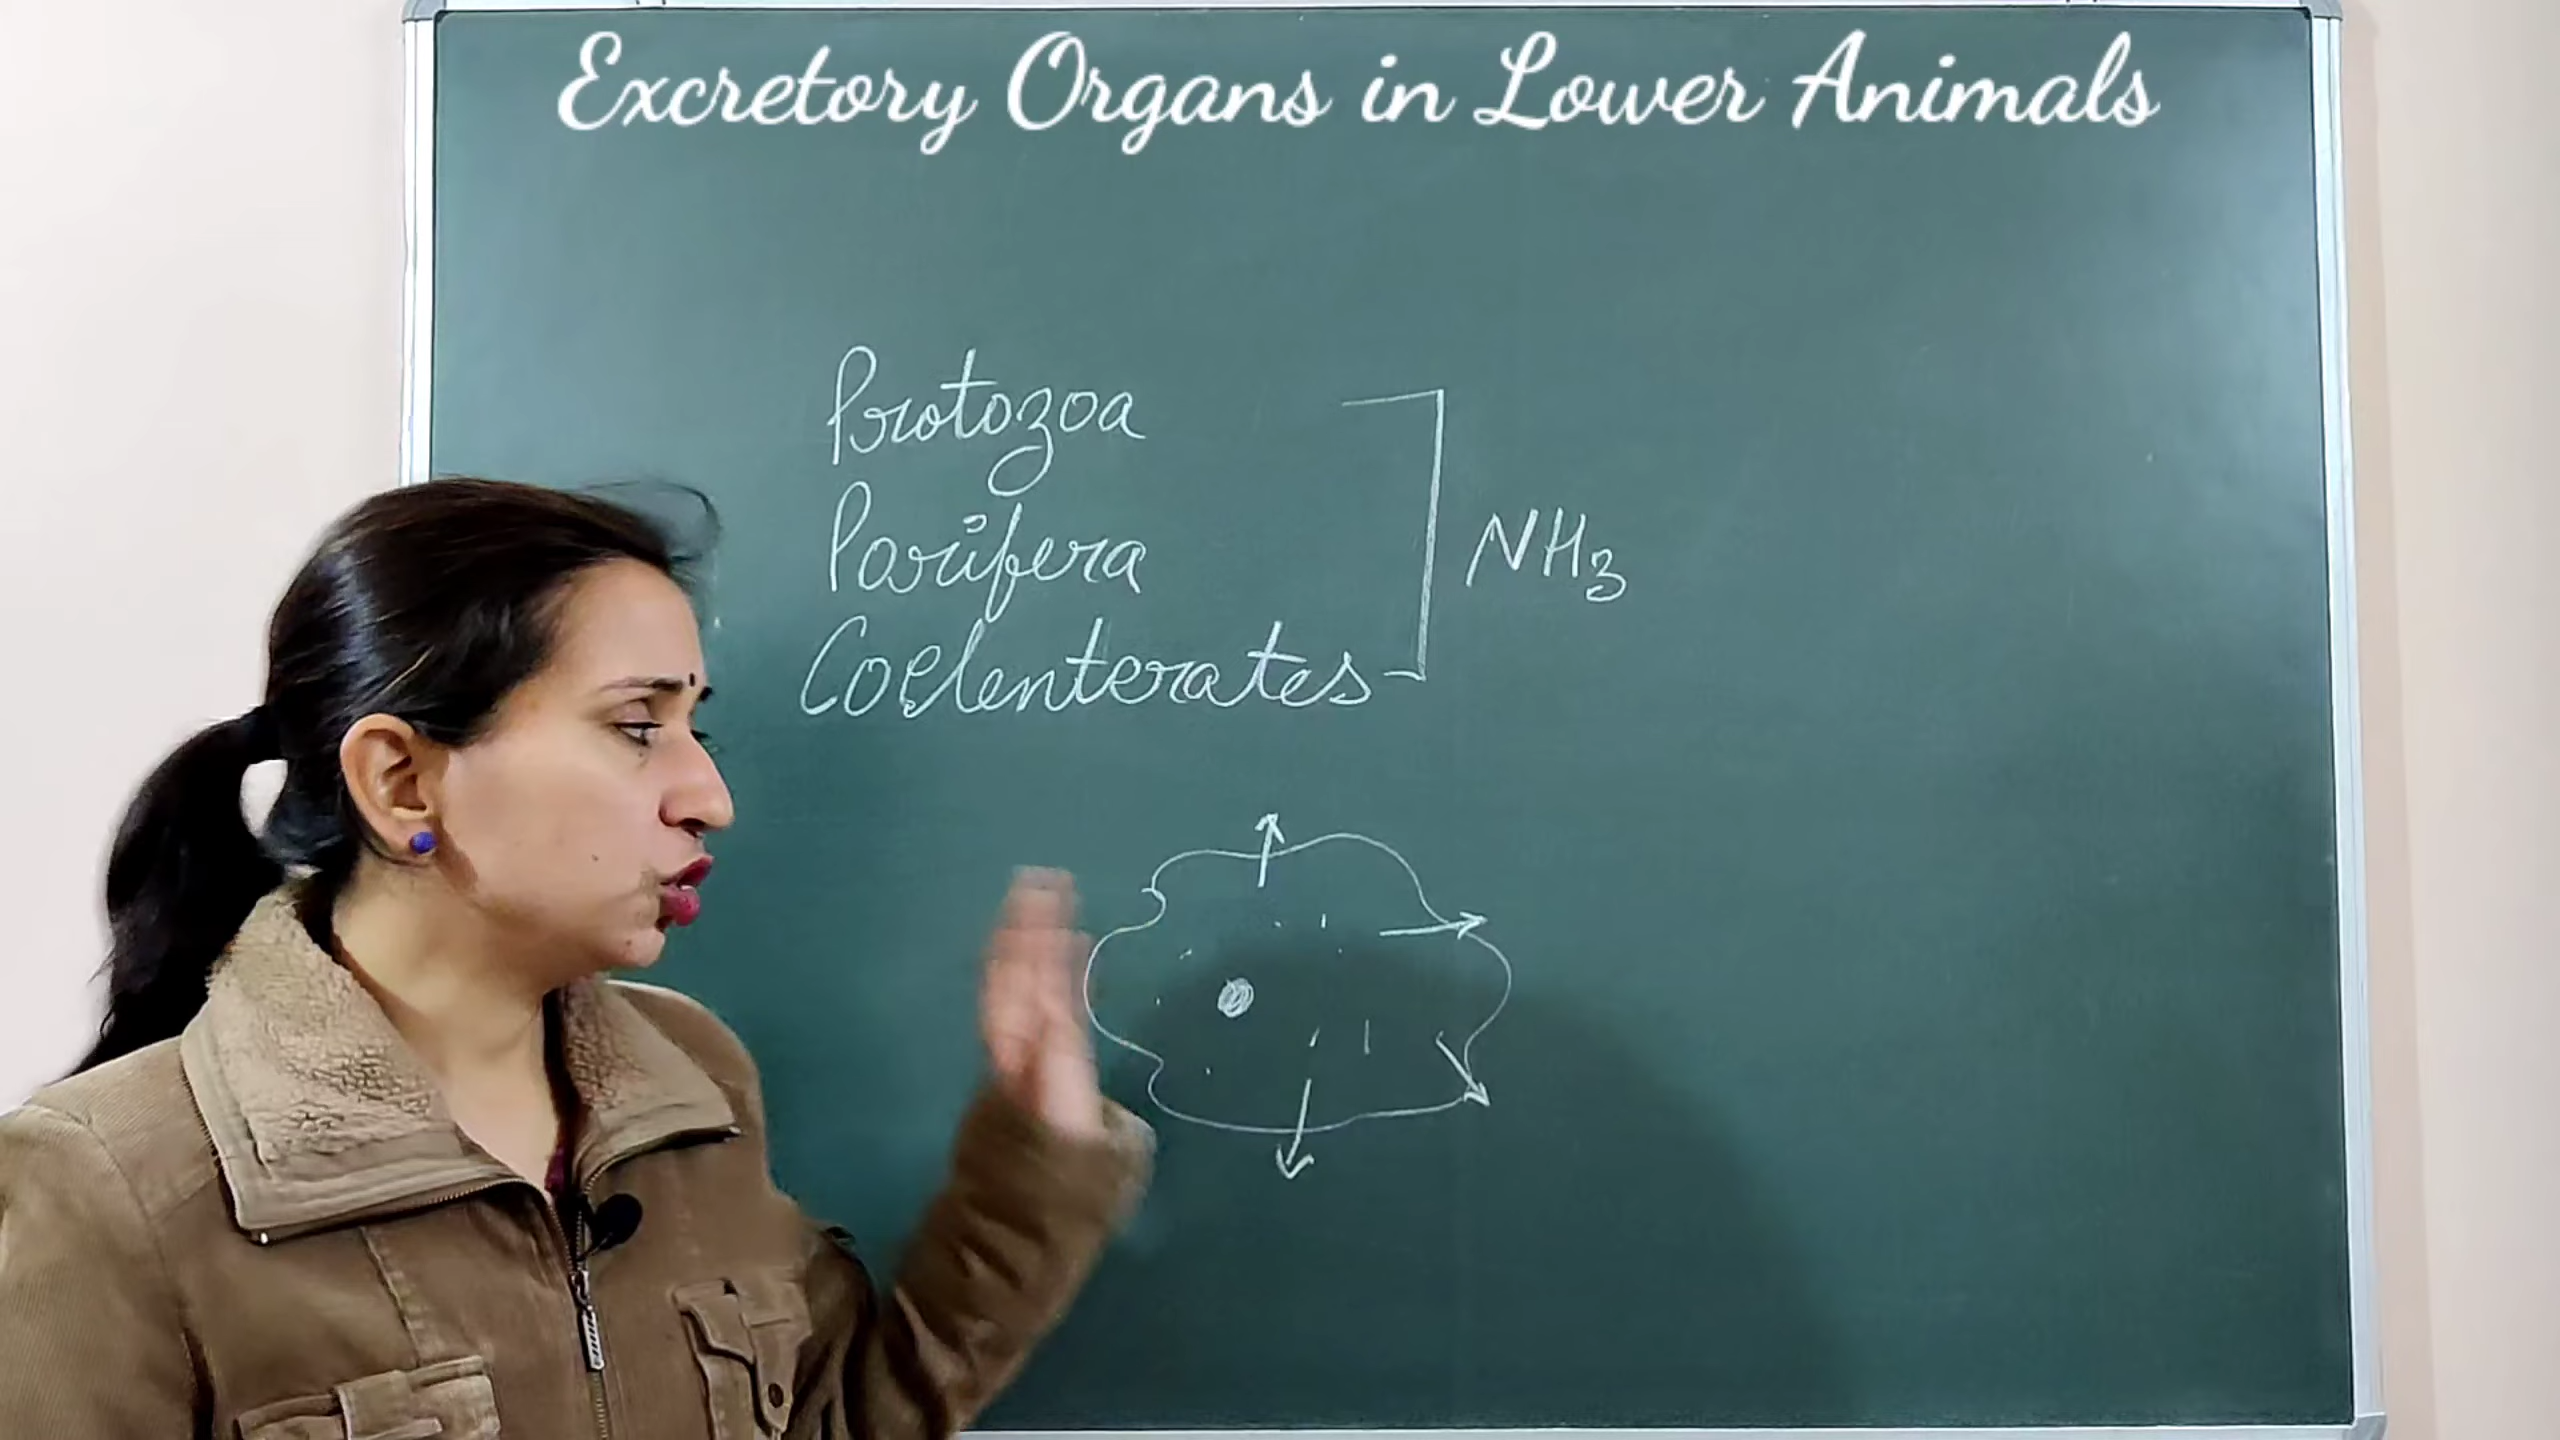 Excretory Organs in Lower Animals
Protozoa
Porifera
NH3
Coelenterates